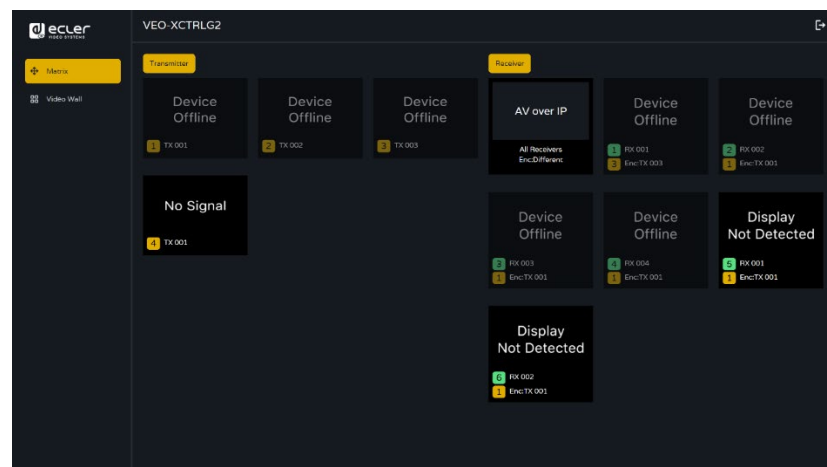 ecler
VIDEO SYSTEMS
VEO-XCTRLG2
Matrix
Video Wall
Transmitter
Device
Offline
1 TX 001
Device
Offline
2 TX 002
Device
Offline
3 TX 003
No Signal
4 TX 001
Receiver
AV over IP
All Receivers
Enc:Different
Device
Offline
1 RX 001
3 Enc:TX 003
Device
Offline
2 RX 002
1 Enc:TX 001
Device
Offline
3 RX 003
1 Enc:TX 001
Device
Offline
4 RX 004
1 Enc:TX 001
Display
Not Detected
5 RX 001
1 Enc:TX 001
Display
Not Detected
6 RX 002
1 Enc:TX 001